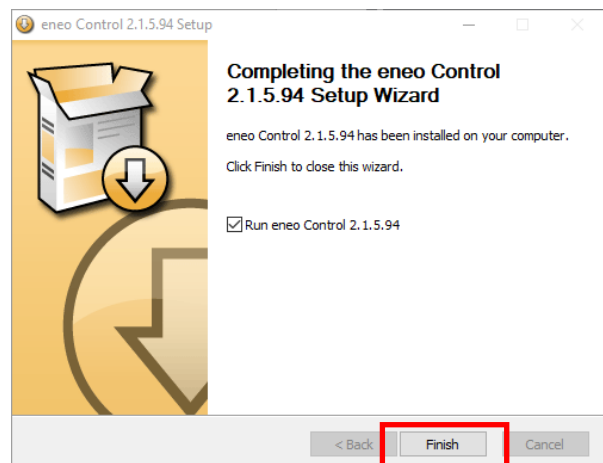 eneo Control 2.1.5.94 Setup
Completing the eneo Control
2.1.5.94 Setup Wizard
eneo Control 2.1.5.94 has been installed on your computer.
Click Finish to close this wizard.
Run eneo Control 2.1.5.94
< Back Finish Cancel